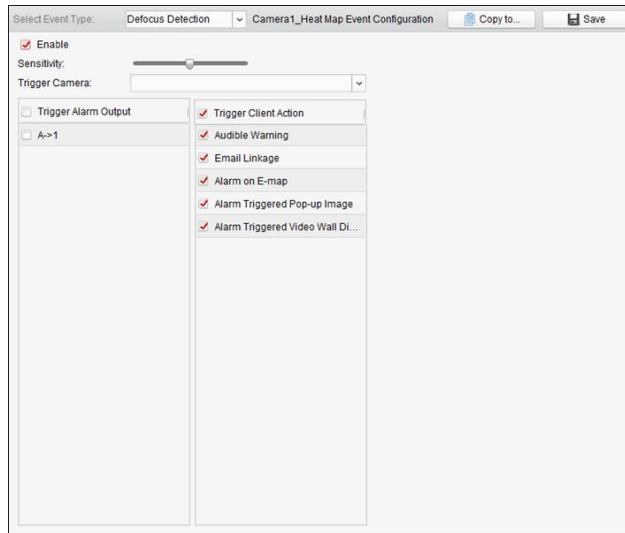 Select Event Type: Defocus Detection Camera1_Heat Map Event Configuration Copy to... Save
Enable
Sensitivity:
Trigger Camera:
Trigger Alarm Output
A->1
Trigger Client Action
Audible Warning
Email Linkage
Alarm on E-map
Alarm Triggered Pop-up Image
Alarm Triggered Video Wall Di...